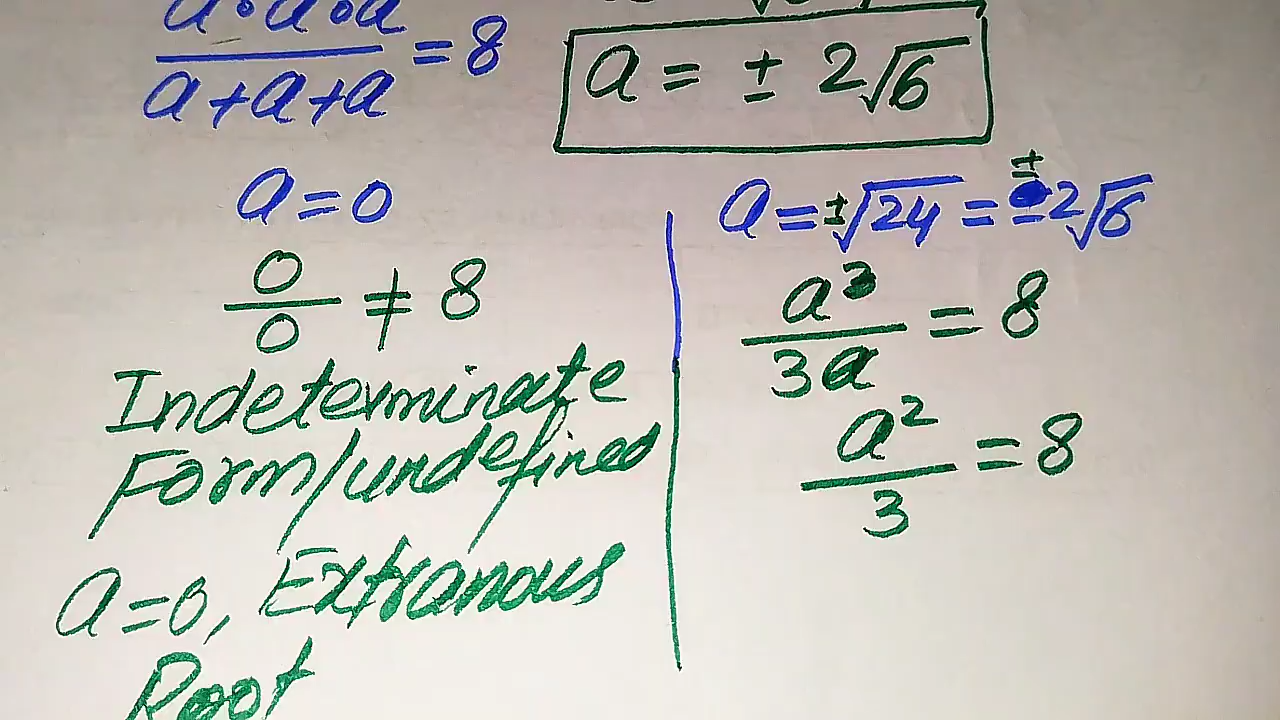 a·a·a / a+a+a = 8
a = ± 2√6
a = 0
0/0 ≠ 8
Indeterminate
Form/undefined
a = 0, Extranous
Root
a = ±√24 = ±2√6
a³/3a = 8
a²/3 = 8